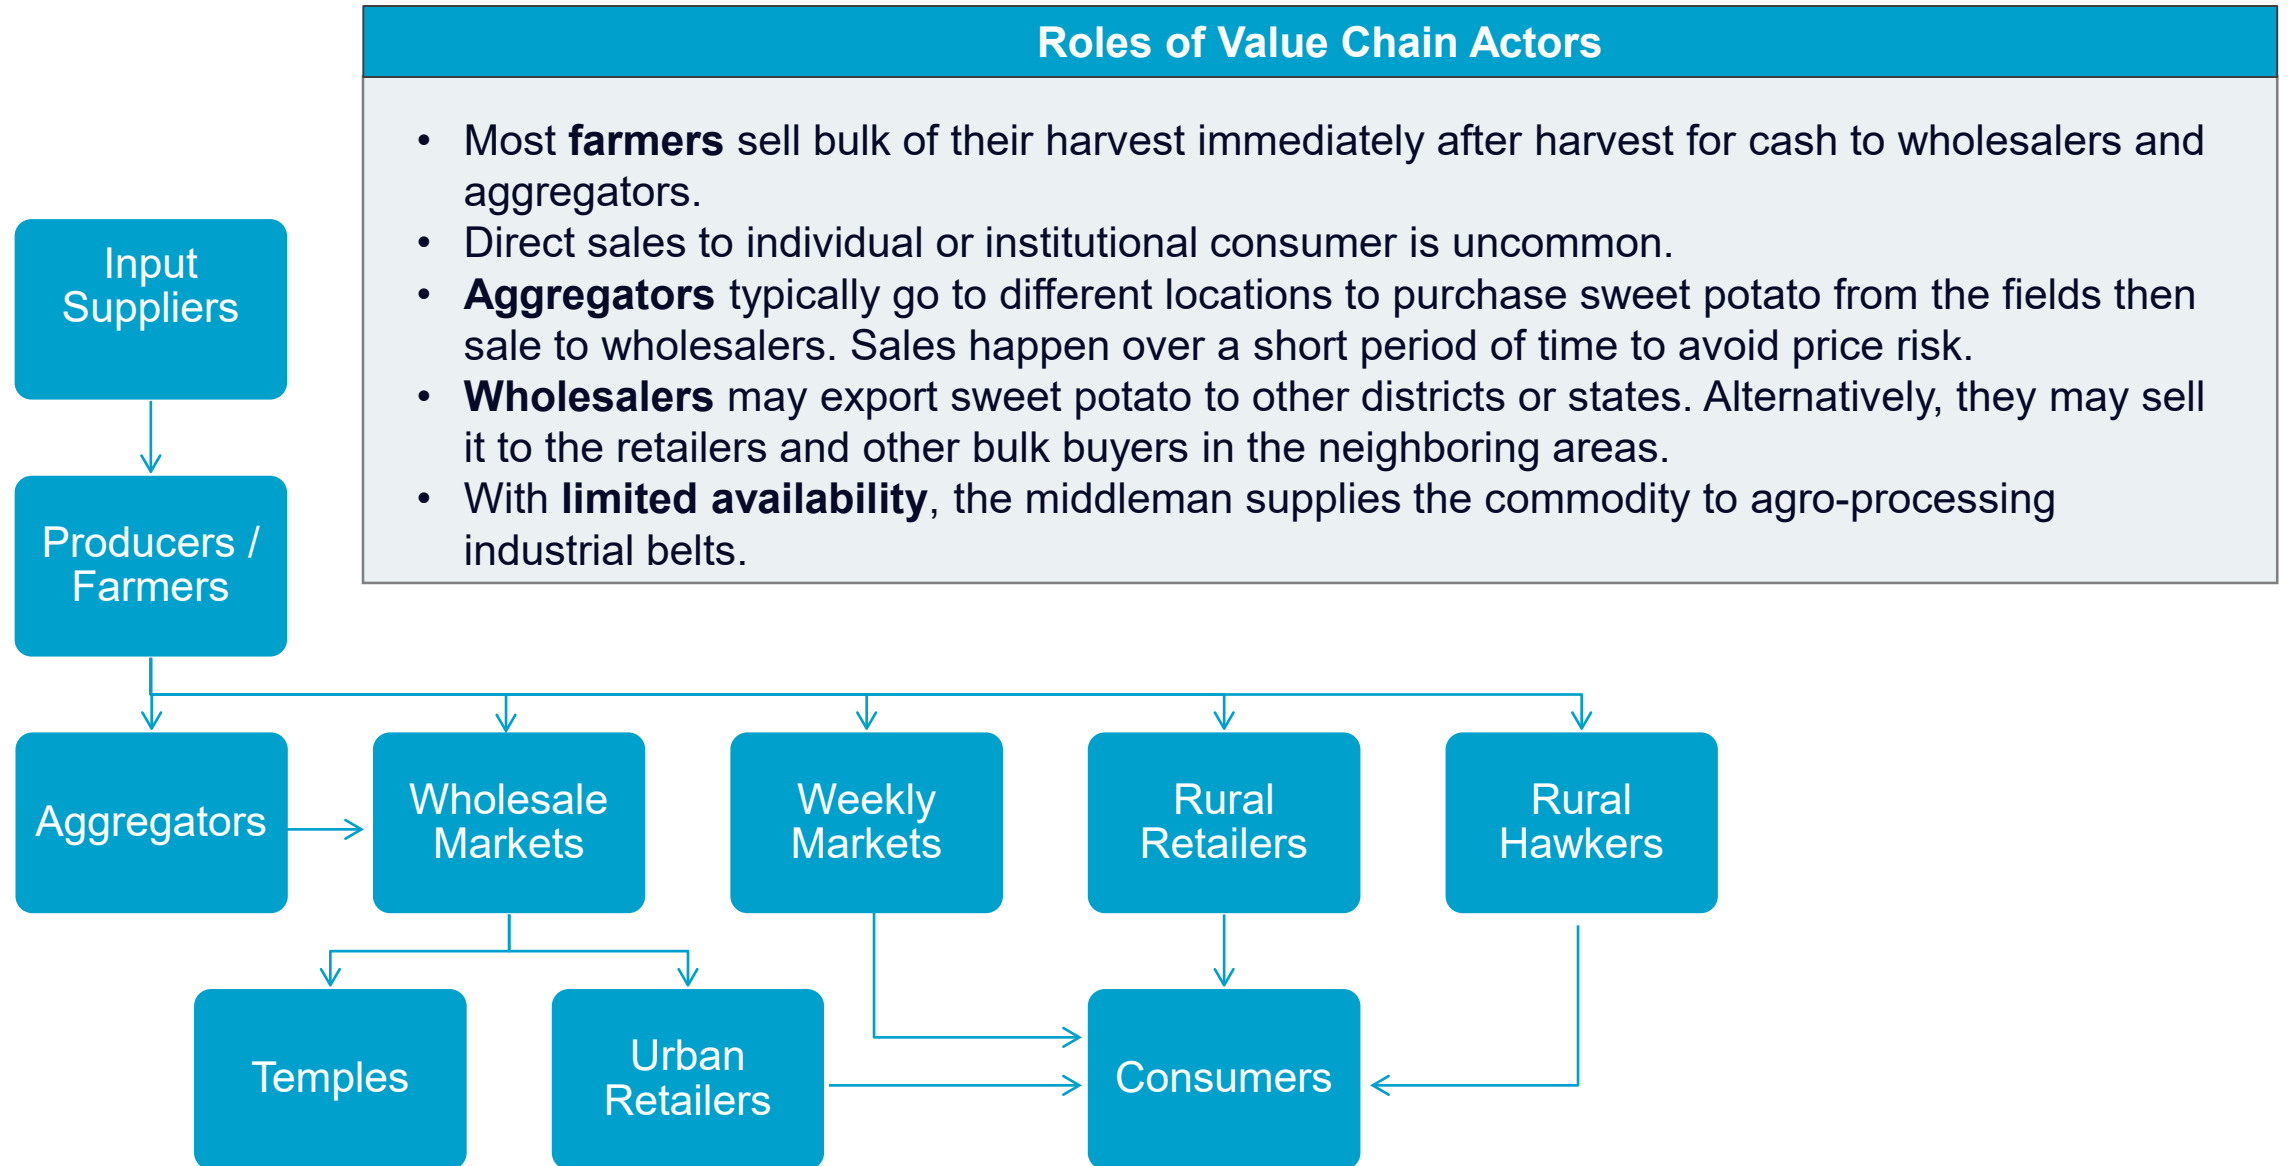 Roles of Value Chain Actors
• Most farmers sell bulk of their harvest immediately after harvest for cash to wholesalers and
aggregators.
• Direct sales to individual or institutional consumer is uncommon.
• Aggregators typically go to different locations to purchase sweet potato from the fields then
sale to wholesalers. Sales happen over a short period of time to avoid price risk.
• Wholesalers may export sweet potato to other districts or states. Alternatively, they may sell
it to the retailers and other bulk buyers in the neighboring areas.
• With limited availability, the middleman supplies the commodity to agro-processing
industrial belts.
Input
Suppliers
Producers /
Farmers
Aggregators
Wholesale
Markets
Weekly
Markets
Rural
Retailers
Rural
Hawkers
Temples
Urban
Retailers
Consumers